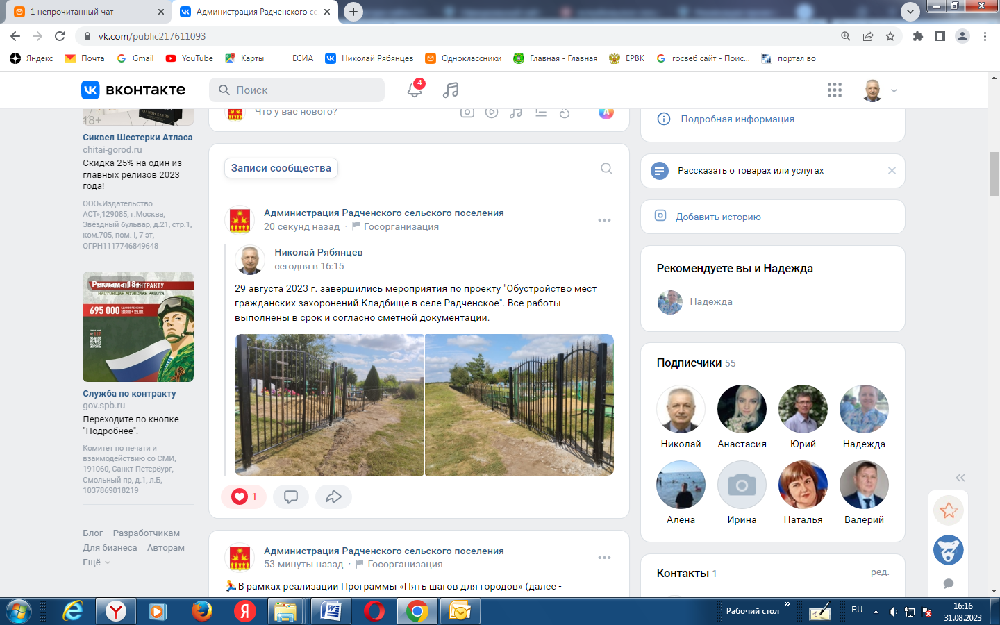 1 непрочитанный чат
Администрация Радченского се
vk.com/public217611093
Яндекс
Почта
Gmail
YouTube
Карты
ЕСИА
Николай Рябянцев
Одноклассники
Главная - Главная
ЕРВК
госвеб сайт - Поис...
портал во
вконтакте
Поиск
4
18+
Сиквел Шестерки Атласа
chitai-gorod.ru
Скидка 25% на один из
главных релизов 2023
года!
ООО«Издательство
АСТ»,129085, г.Москва,
Звёздный бульвар, д.21, стр.1,
ком.705, пом. I, 7 эт,
ОГРН1117746849648
Реклама 18+
НАСТОЯЩАЯ МУЖСКАЯ РАБОТА
695 000
Служба по контракту
gov.spb.ru
Переходите по кнопке
"Подробнее".
Комитет по печати и
взаимодействию со СМИ,
191060, Санкт-Петербург,
Смольный пр, д.1, л.Б,
1037869018219
Блог
Разработчикам
Для бизнеса
Авторам
Ещё
Что у вас нового?
Записи сообщества
Администрация Радченского сельского поселения
20 секунд назад · Госорганизация
Николай Рябянцев
сегодня в 16:15
29 августа 2023 г. завершились мероприятия по проекту "Обустройство мест
гражданских захоронений.Кладбище в селе Радченское". Все работы
выполнены в срок и согласно сметной документации.
1
Администрация Радченского сельского поселения
53 минуты назад · Госорганизация
В рамках реализации Программы «Пять шагов для городов» (далее -
Подробная информация
Рассказать о товарах или услугах
Добавить историю
Рекомендуете вы и Надежда
Надежда
Подписчики 55
Николай
Анастасия
Юрий
Надежда
Алёна
Ирина
Наталья
Валерий
Контакты 1
ред.
Рабочий стол
RU
16:16
31.08.2023